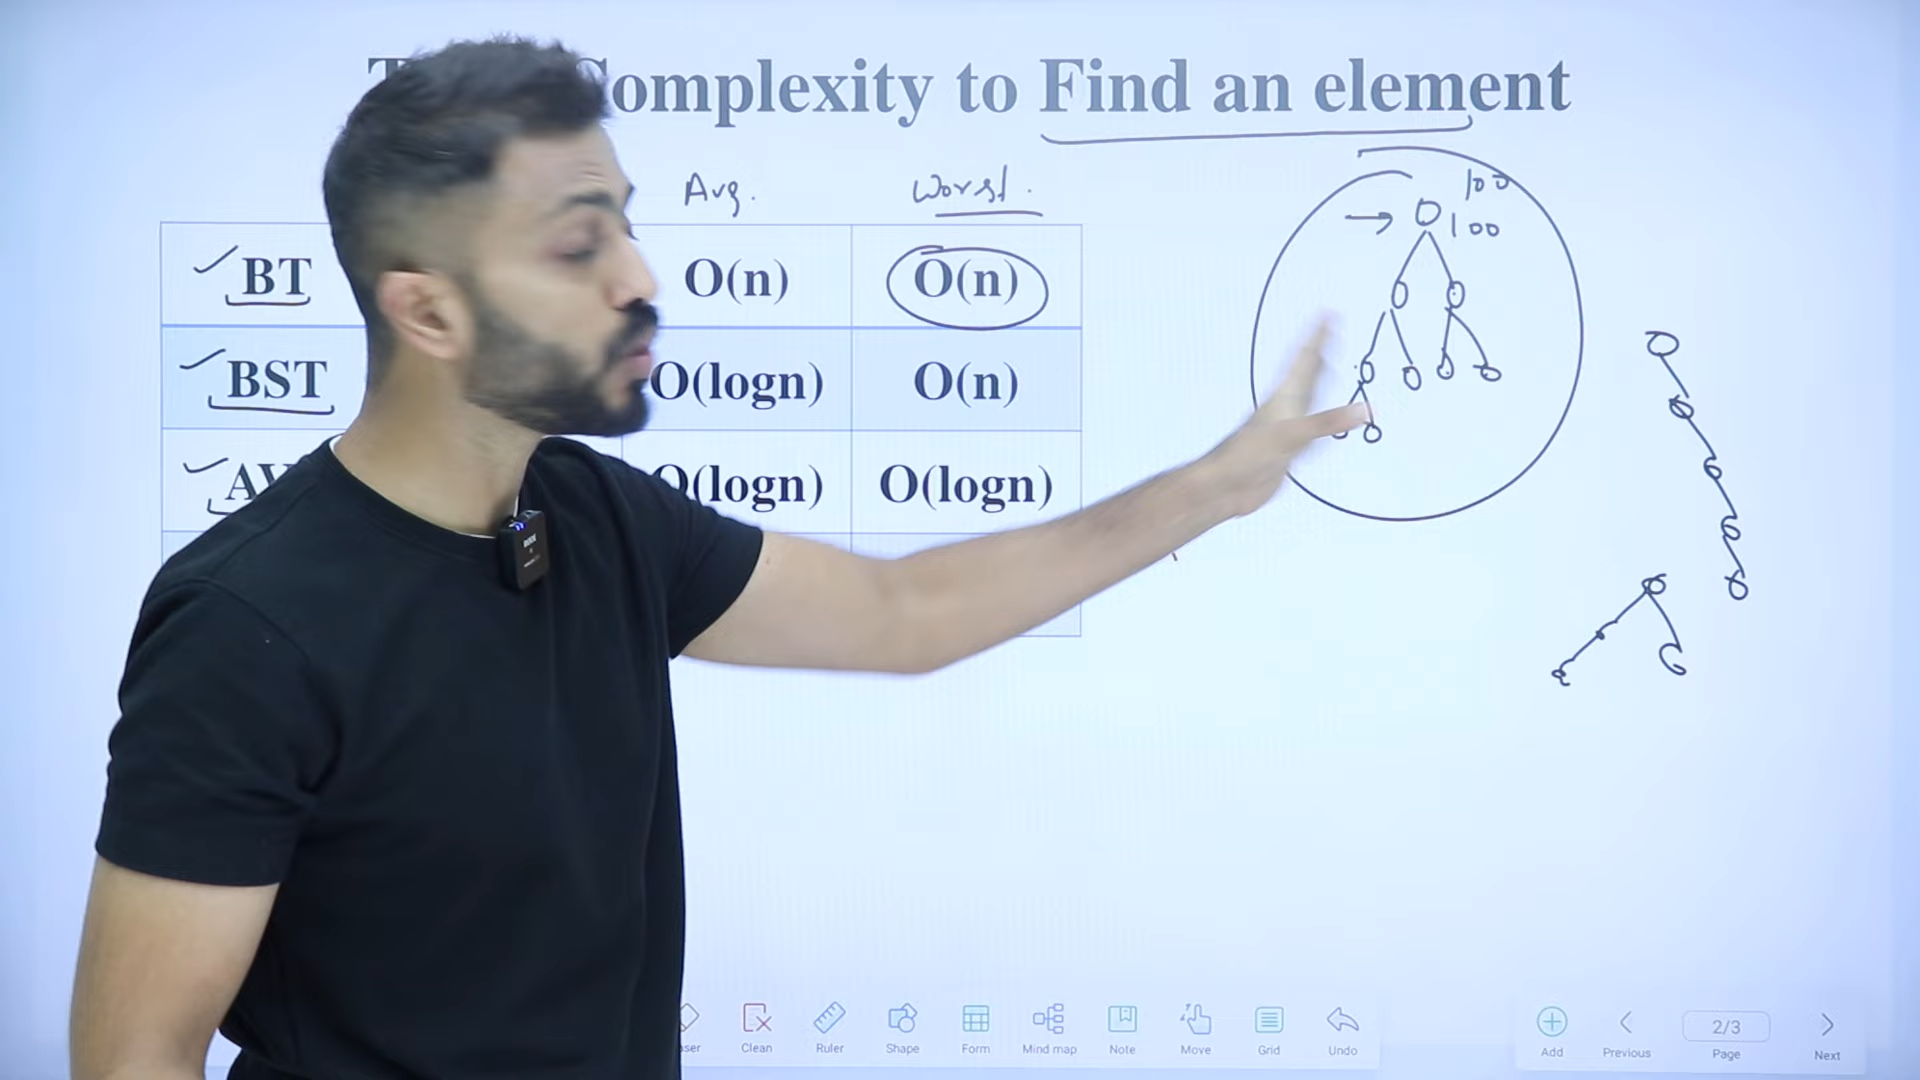 Complexity to Find an element
Avg. Worst.
BT O(n) O(n)
BST O(logn) O(n)
O(logn) O(logn)
100
100
Clean Ruler Shape Form Mind map Note Move Grid Undo
Add Previous 2/3 Page Next